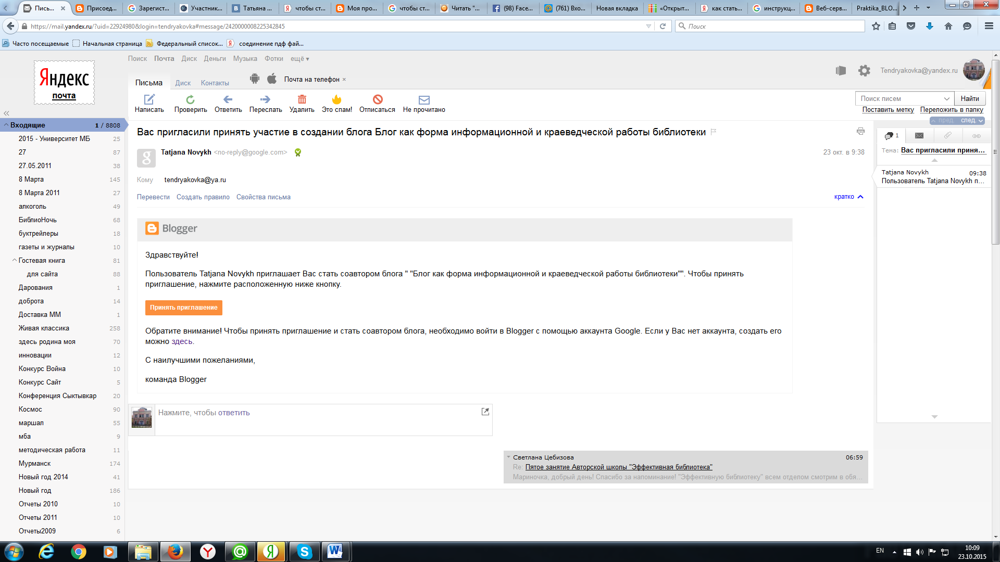 Пись...
Присоед...
Зарегист...
Участник...
Татьяна ...
чтобы ст...
Моя про...
чтобы ст...
Читать "...
(98) Face...
(761) Вхо...
Новая вкладка
«Открыт...
как стать...
инструкц...
Веб-серв...
Praktika_BLO...
https://mail.yandex.ru/?uid=22924980&login=tendryakovka#message/2420000008225342845
Поиск
Часто посещаемые
Начальная страница
Федеральный список...
соединение пдф фай...
Поиск Почта Диск Деньги Музыка Фотки ещё
Яндекс
почта
Письма Диск Контакты
Почта на телефон ×
Tendryakovka@yandex.ru
Написать Проверить Ответить Переслать Удалить Это спам! Отписаться Не прочитано
Поиск писем
Найти
Поставить метку Переложить в папку
пред. след.
Входящие 1 / 8808
2015 - Университет МБ 25
27 87
27.05.2011 38
8 Марта 145
8 Марта 2011 27
алкоголь 49
БиблиоНочь 68
буктрейлеры 18
газеты и журналы 10
Гостевая книга 81
для сайта 88
Дарования 1
доброта 14
Доставка ММ 1
Живая классика 258
здесь родина моя 70
инновации 12
Конкурс Война 10
Конкурс Сайт 5
Конференция Сыктывкар 20
Космос 90
маршал 55
мба 9
методическая работа 11
Мурманск 174
Новый год 2014 41
Новый год 186
Отчеты 2010 10
Отчеты 2011 10
Отчеты2009 6
Вас пригласили принять участие в создании блога Блог как форма информационной и краеведческой работы библиотеки
g
Tatjana Novykh <no-reply@google.com>
23 окт. в 9:38
Кому tendryakovka@ya.ru
Перевести Создать правило Свойства письма
кратко
Blogger
Здравствуйте!
Пользователь Tatjana Novykh приглашает Вас стать соавтором блога " "Блог как форма информационной и краеведческой работы библиотеки"". Чтобы принять
приглашение, нажмите расположенную ниже кнопку.
Принять приглашение
Обратите внимание! Чтобы принять приглашение и стать соавтором блога, необходимо войти в Blogger с помощью аккаунта Google. Если у Вас нет аккаунта, создать его
можно здесь.
С наилучшими пожеланиями,
команда Blogger
Нажмите, чтобы ответить
Светлана Цебизова 06:59
Re: Пятое занятие Авторской школы "Эффективная библиотека"
Мариночка, добрый день! Спасибо за напоминание! "Эффективную библиотеку" всем отделом смотрим в обя...
1
Тема: Вас пригласили приня...
Tatjana Novykh 09:38
Пользователь Tatjana Novykh п...
EN
10:09
23.10.2015